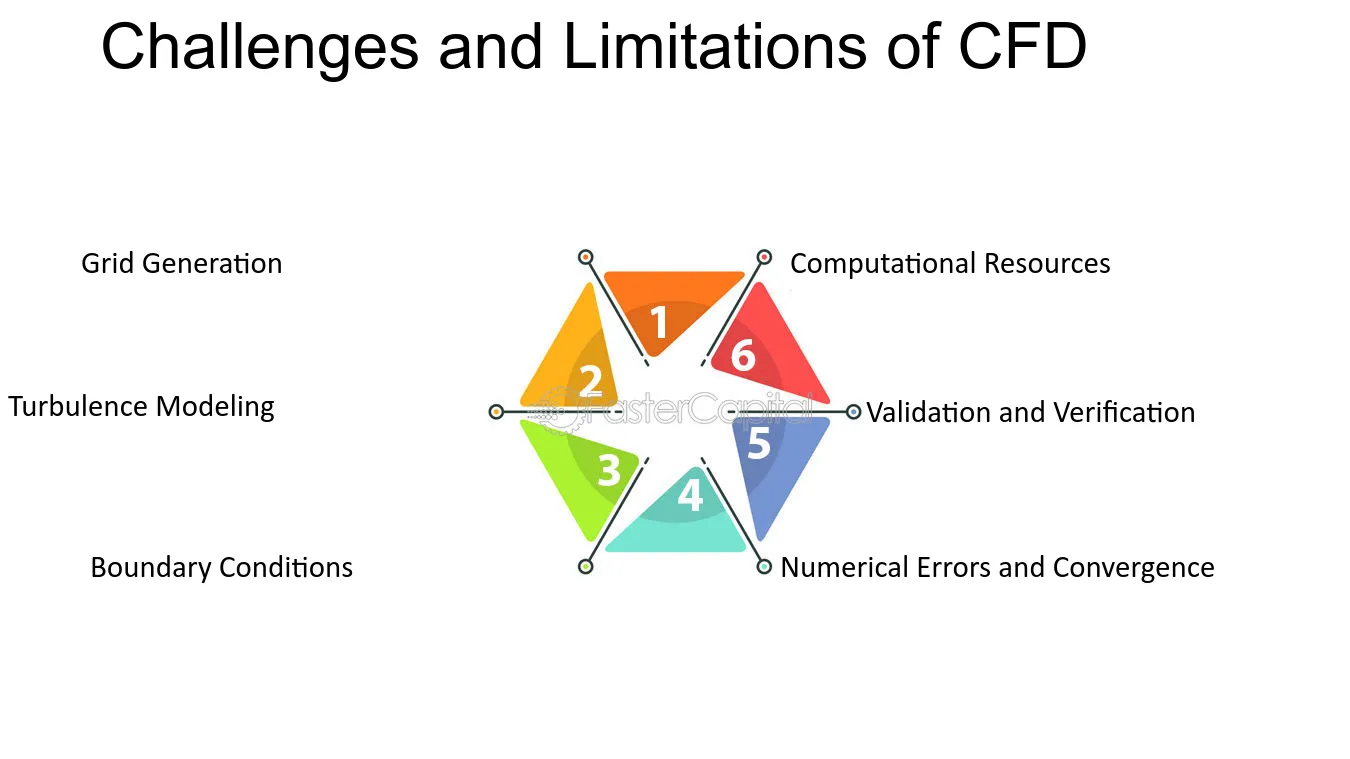 Challenges and Limitations of CFD
Grid Generation
Computational Resources
1
6
2
Turbulence Modeling
FasterCapital
Validation and Verification
5
3
4
Boundary Conditions
Numerical Errors and Convergence